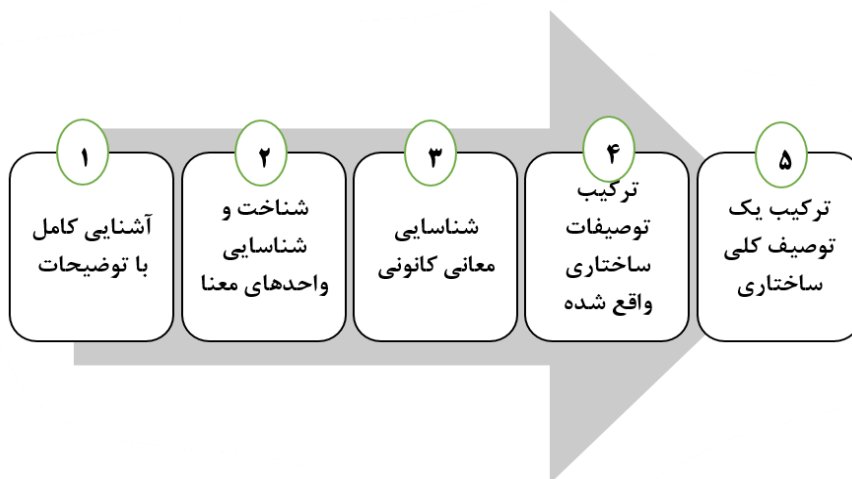 ۱
آشنایی کامل
با توضیحات
۲
شناخت و
شناسایی
واحدهای معنا
۳
شناسایی
معانی کانونی
۴
ترکیب
توصیفات
ساختاری
واقع شده
۵
ترکیب یک
توصیف کلی
ساختاری